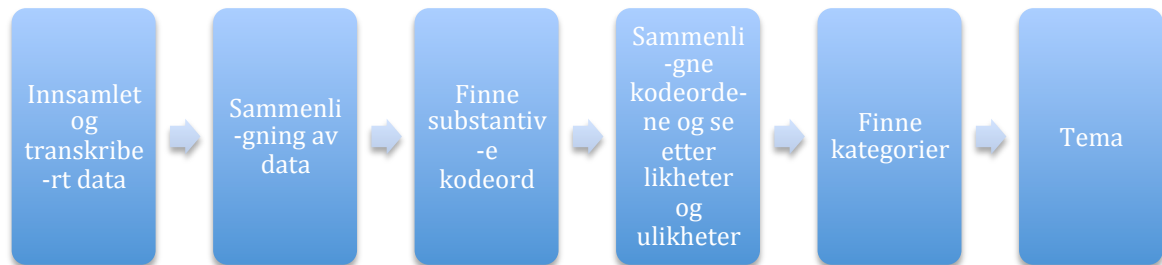 Innsamlet
og
transkribe
-rt data
Sammenli
-gning av
data
Finne
substantiv
-e
kodeord
Sammenli
-gne
kodeorde-
ne og se
etter
likheter
og
ulikheter
Finne
kategorier
Tema